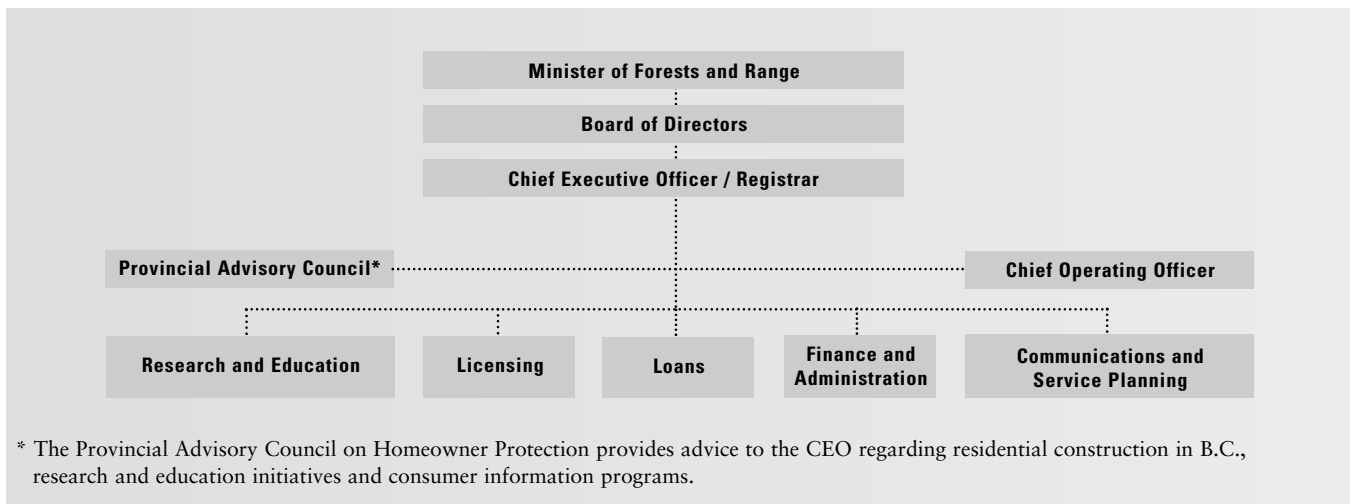 Minister of Forests and Range
Board of Directors
Chief Executive Officer / Registrar
Provincial Advisory Council*
Chief Operating Officer
Research and Education
Licensing
Loans
Finance and
Administration
Communications and
Service Planning
* The Provincial Advisory Council on Homeowner Protection provides advice to the CEO regarding residential construction in B.C.,
research and education initiatives and consumer information programs.